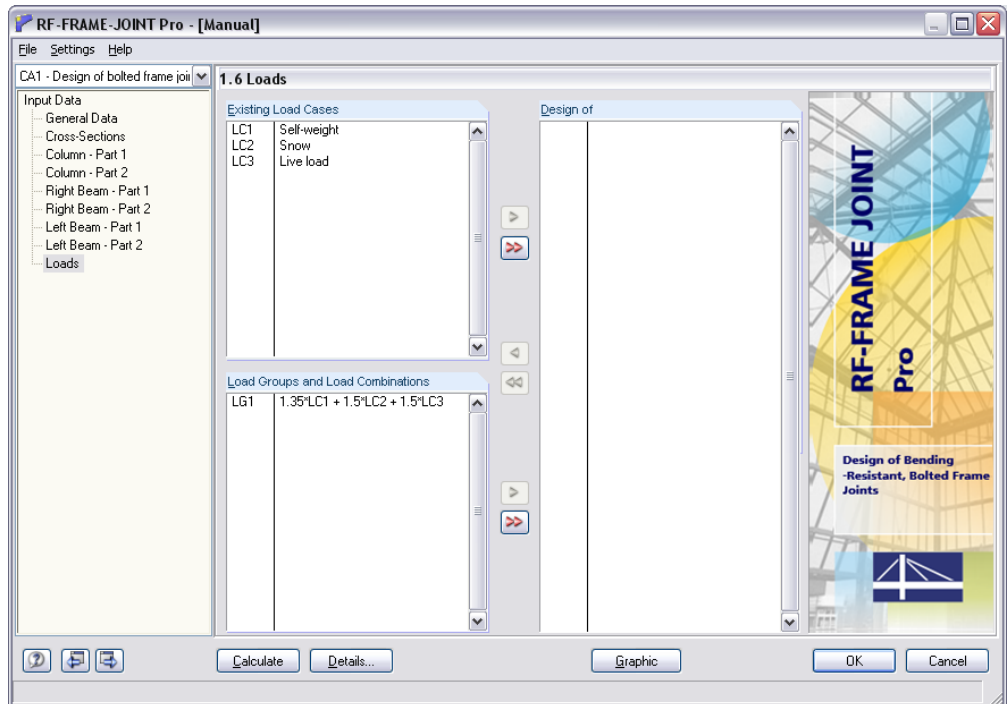 RF-FRAME-JOINT Pro - [Manual]
File Settings Help
CA1 - Design of bolted frame join
1.6 Loads
Input Data
General Data
Cross-Sections
Column - Part 1
Column - Part 2
Right Beam - Part 1
Right Beam - Part 2
Left Beam - Part 1
Left Beam - Part 2
Loads
Existing Load Cases
LC1 Self-weight
LC2 Snow
LC3 Live load
Load Groups and Load Combinations
LG1 1.35*LC1 + 1.5*LC2 + 1.5*LC3
Design of
RF-FRAME JOINT
Pro
Design of Bending
-Resistant, Bolted Frame
Joints
Calculate Details... Graphic OK Cancel